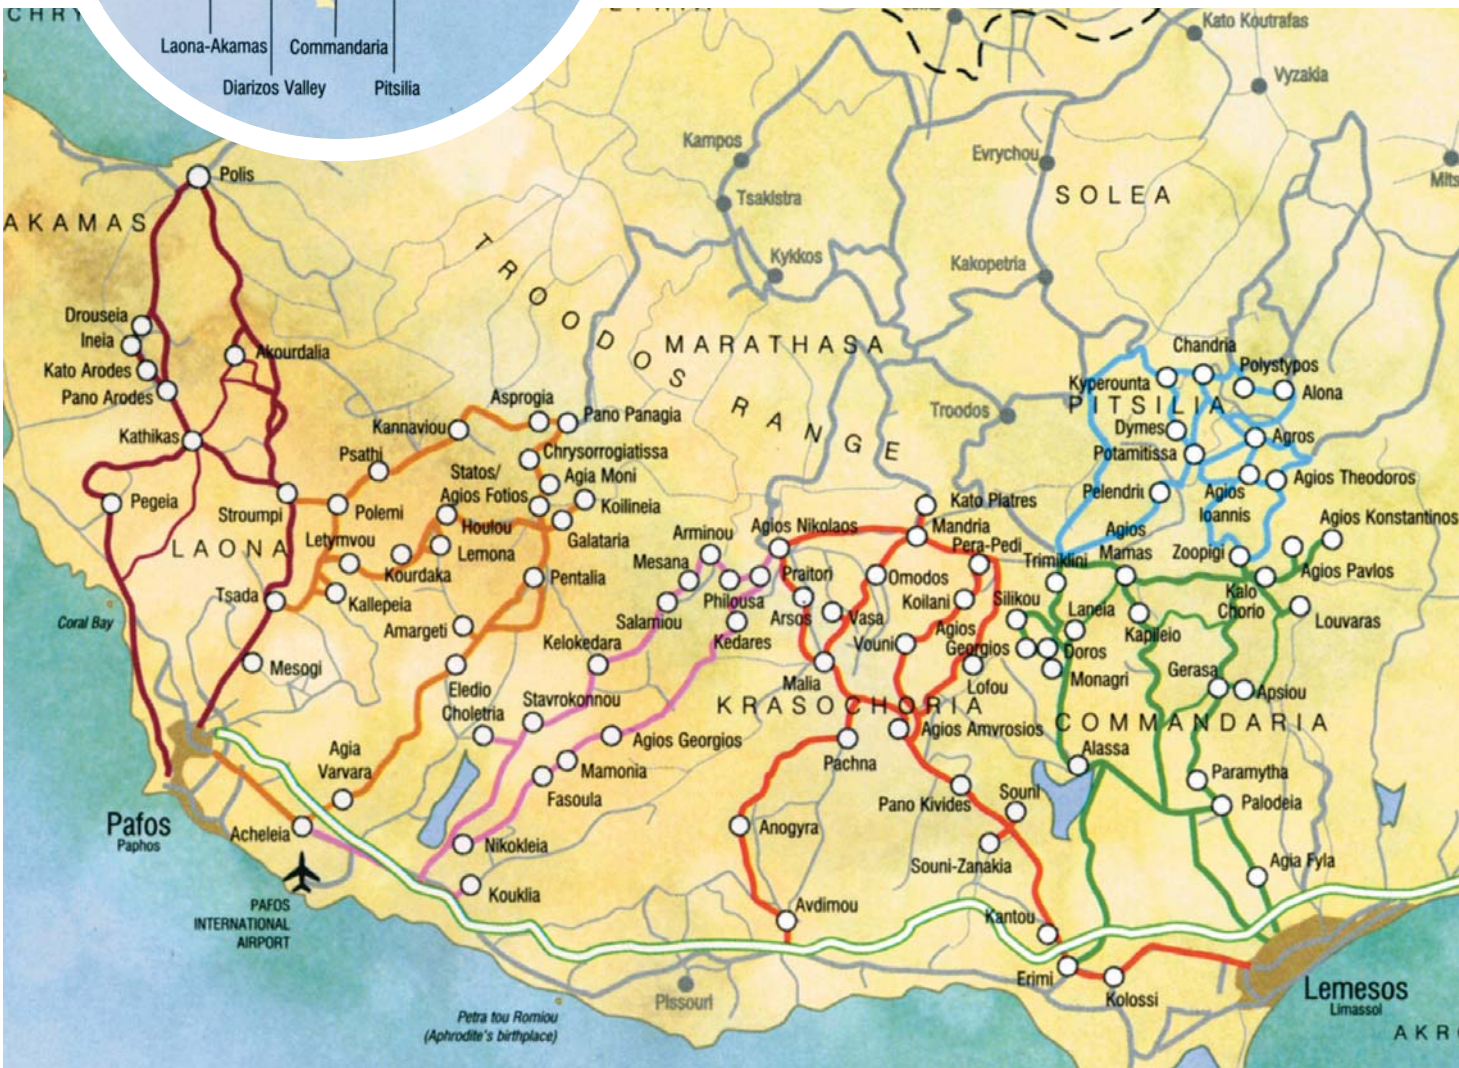 Laona-Akamas
Commandaria
Diarizos Valley
Pitsilia
Kato Koutrafas
Vyzakia
Kampos
Evrychou
Polis
Tsakistra
SOLEA
AKAMAS
Kykkos
Kakopetria
TROODOS RANGE
MARATHASA
Drouseia
Ineia
Akourdalia
Kato Arodes
Pano Arodes
Chandria
Polystypos
Kyperounta
Alona
PITSILIA
Asprogia
Pano Panagia
Troodos
Dymes
Agros
Kathikas
Kannaviou
Psathi
Chrysorrogiatissa
Potamitissa
Statos/
Agios Fotios
Agia Moni
Agios Theodoros
Pelendri
Agios
Ioannis
Pegeia
Stroumpi
Polemi
Koilineia
Kato Platres
Houlou
Galataria
Agios Nikolaos
Mandria
Agios Konstantinos
Letymvou
Lemona
Arminou
Pera-Pedi
Agios
Mamas
Zoopigi
LAONA
Kourdaka
Mesana
Praitori
Omodos
Trimiklini
Agios Pavlos
Pentalia
Philousa
Tsada
Kallepeia
Koilani
Silikou
Kalo
Chorio
Laneia
Kapileio
Louvaras
Coral Bay
Amargeti
Salamiou
Kedares
Arsos
Vasa
Vouni
Agios
Georgios
Doros
Kelokedara
Mesogi
Malia
Lofou
Monagri
Gerasa
Apsiou
Eledio
Choletria
Stavrokonnou
KRASOCHORIA
COMMANDARIA
Agios Georgios
Agios Amvrosios
Agia
Varvara
Pachna
Alassa
Mamonia
Fasoula
Paramytha
Pano Kivides
Souni
Palodeia
Pafos
Paphos
Acheleia
Anogyra
Nikokleia
Souni-Zanakia
Agia Fyla
Kouklia
PAFOS
INTERNATIONAL
AIRPORT
Avdimou
Kantou
Erimi
Kolossi
Pissouri
Lemesos
Limassol
Petra tou Romiou
(Aphrodite's birthplace)